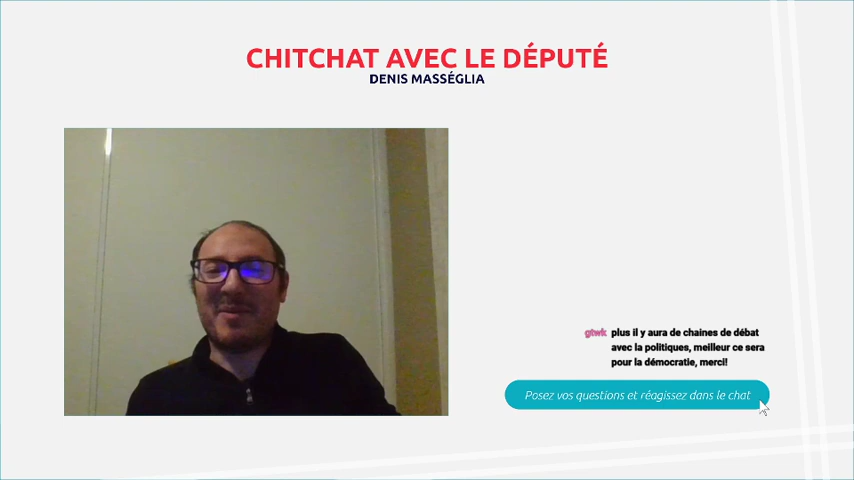 CHITCHAT AVEC LE DÉPUTÉ
DENIS MASSÉGLIA
gtwk plus il y aura de chaines de débat
avec la politiques, meilleur ce sera
pour la démocratie, merci!
Posez vos questions et réagissez dans le chat